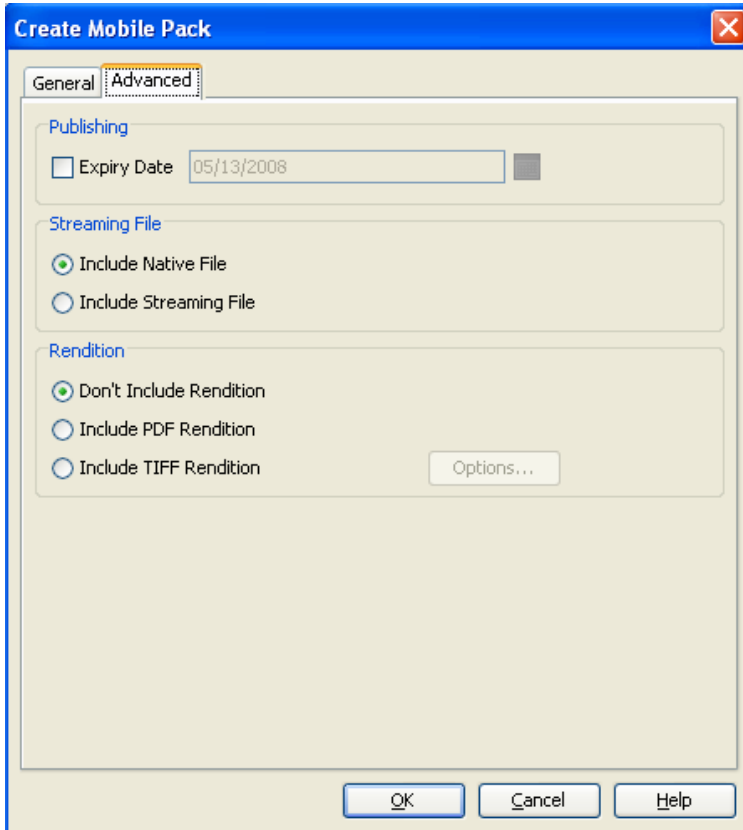 Create Mobile Pack
General Advanced
Publishing
Expiry Date 05/13/2008
Streaming File
Include Native File
Include Streaming File
Rendition
Don't Include Rendition
Include PDF Rendition
Include TIFF Rendition Options...
OK Cancel Help